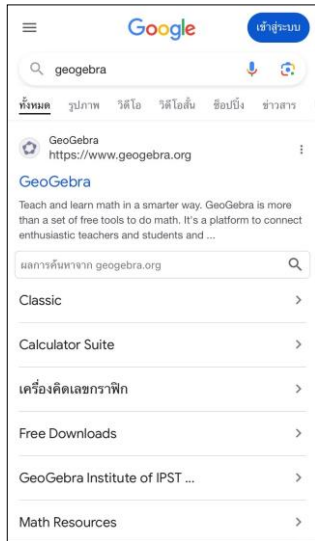 Google
เข้าสู่ระบบ
geogebra
ทั้งหมด รูปภาพ วิดีโอ วิดีโอสั้น ช็อปปิ้ง ข่าวสาร
GeoGebra
https://www.geogebra.org
GeoGebra
Teach and learn math in a smarter way. GeoGebra is more
than a set of free tools to do math. It's a platform to connect
enthusiastic teachers and students and ...
ผลการค้นหาจาก geogebra.org
Classic
Calculator Suite
เครื่องคิดเลขกราฟิก
Free Downloads
GeoGebra Institute of IPST ...
Math Resources